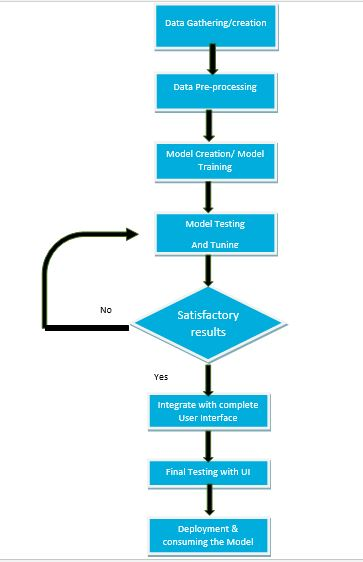 Data Gathering/creation
Data Pre-processing
Model Creation/ Model
Training
Model Testing
And Tuning
Satisfactory
results
No
Yes
Integrate with complete
User Interface
Final Testing with UI
Deployment &
consuming the Model